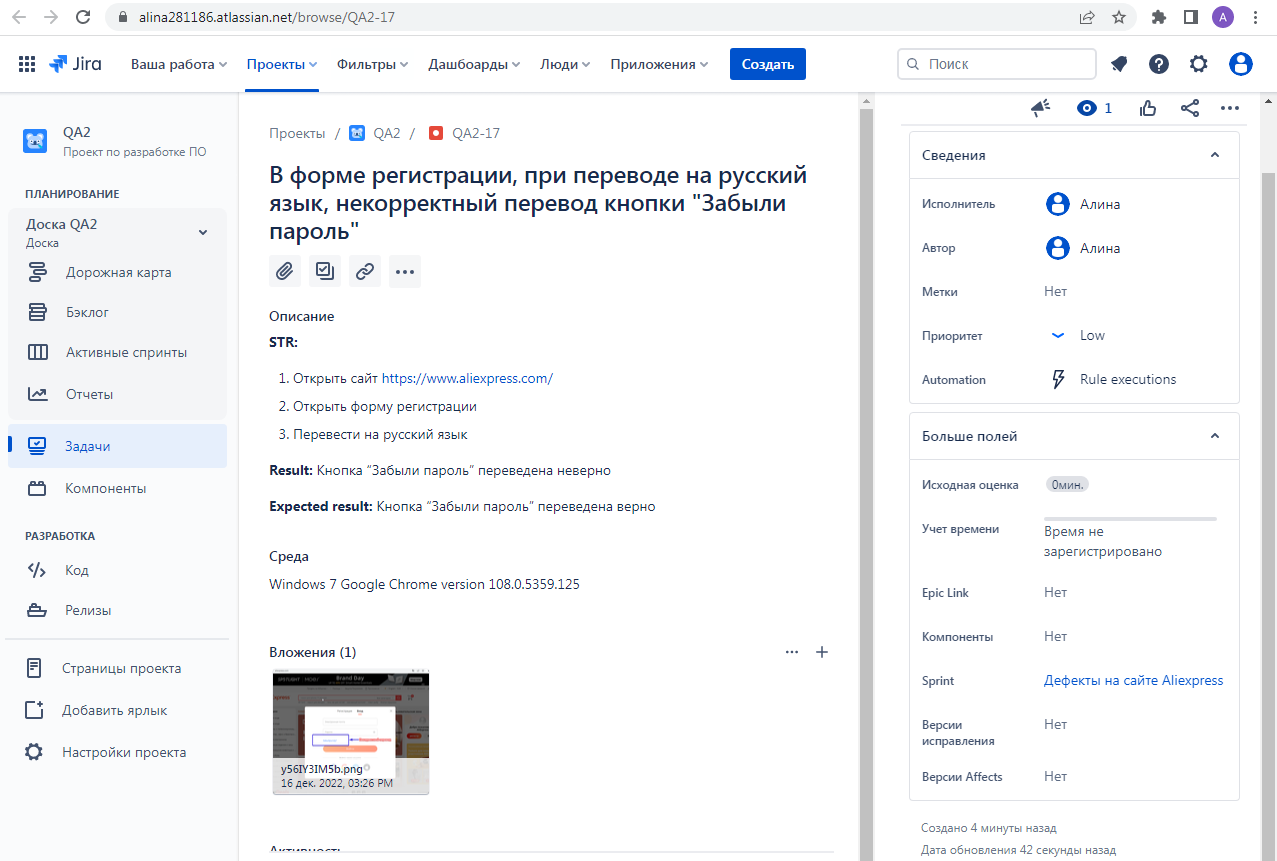 alina281186.atlassian.net/browse/QA2-17
A
Jira
Ваша работа
Проекты
Фильтры
Дашбоарды
Люди
Приложения
Создать
Поиск
QA2
Проект по разработке ПО
ПЛАНИРОВАНИЕ
Доска QA2
Доска
Дорожная карта
Бэклог
Активные спринты
Отчеты
Задачи
Компоненты
РАЗРАБОТКА
Код
Релизы
Страницы проекта
Добавить ярлык
Настройки проекта
Проекты / QA2 / QA2-17
В форме регистрации, при переводе на русский
язык, некорректный перевод кнопки "Забыли
пароль"
Описание
STR:
1. Открыть сайт https://www.aliexpress.com/
2. Открыть форму регистрации
3. Перевести на русский язык
Result: Кнопка “Забыли пароль” переведена неверно
Expected result: Кнопка “Забыли пароль” переведена верно
Среда
Windows 7 Google Chrome version 108.0.5359.125
Вложения (1)
Brand Day
y56IY3IM5b.png
16 дек. 2022, 03:26 PM
Активность
1
Сведения
Исполнитель
Алина
Автор
Алина
Метки
Нет
Приоритет
Low
Automation
Rule executions
Больше полей
Исходная оценка
0мин.
Учет времени
Время не
зарегистрировано
Epic Link
Нет
Компоненты
Нет
Sprint
Дефекты на сайте Aliexpress
Версии
исправления
Нет
Версии Affects
Нет
Создано 4 минуты назад
Дата обновления 42 секунды назад